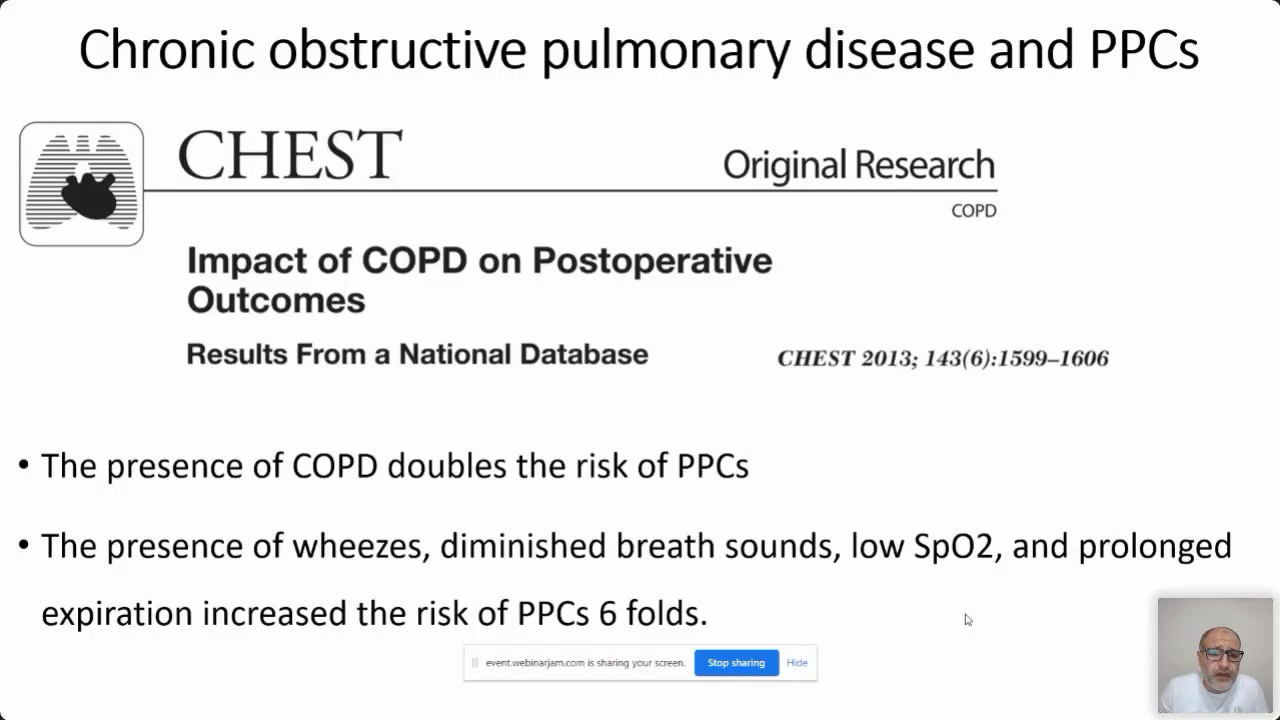 Chronic obstructive pulmonary disease and PPCs
CHEST
Original Research
COPD
Impact of COPD on Postoperative
Outcomes
Results From a National Database
CHEST 2013; 143(6):1599–1606
• The presence of COPD doubles the risk of PPCs
• The presence of wheezes, diminished breath sounds, low SpO2, and prolonged
expiration increased the risk of PPCs 6 folds.
event.webinarjam.com is sharing your screen.
Stop sharing
Hide